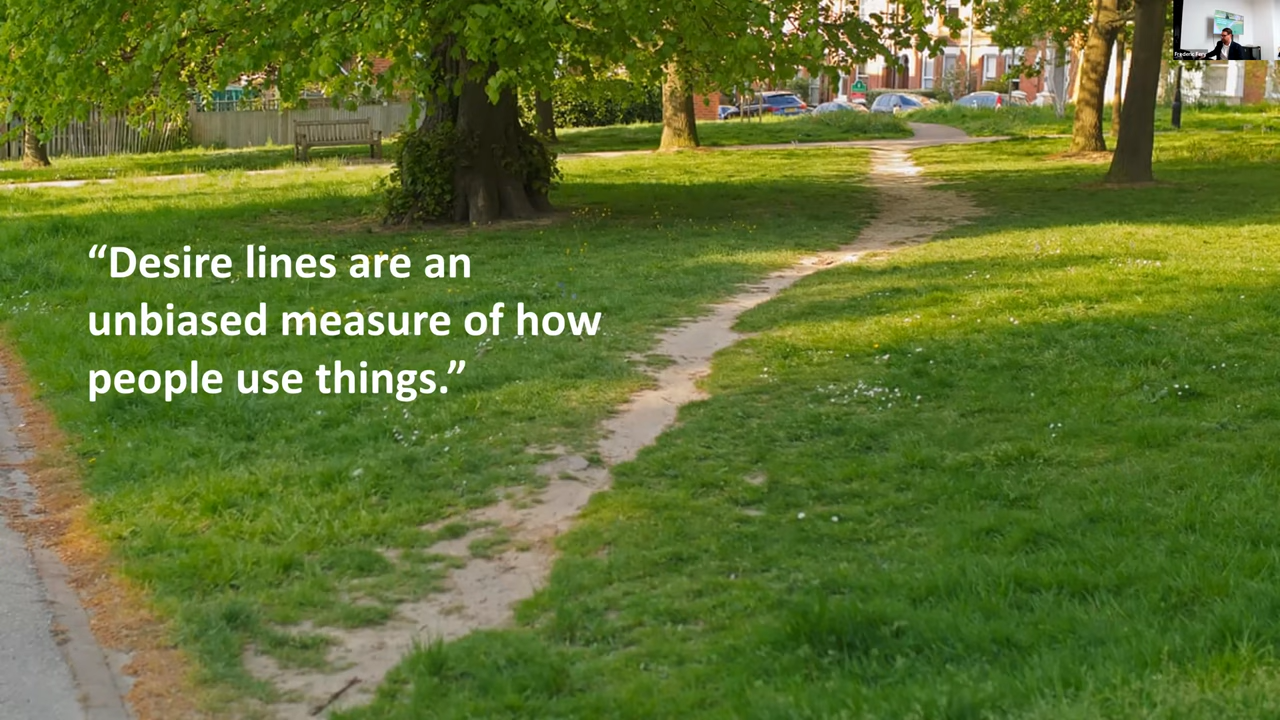 “Desire lines are an
unbiased measure of how
people use things.”